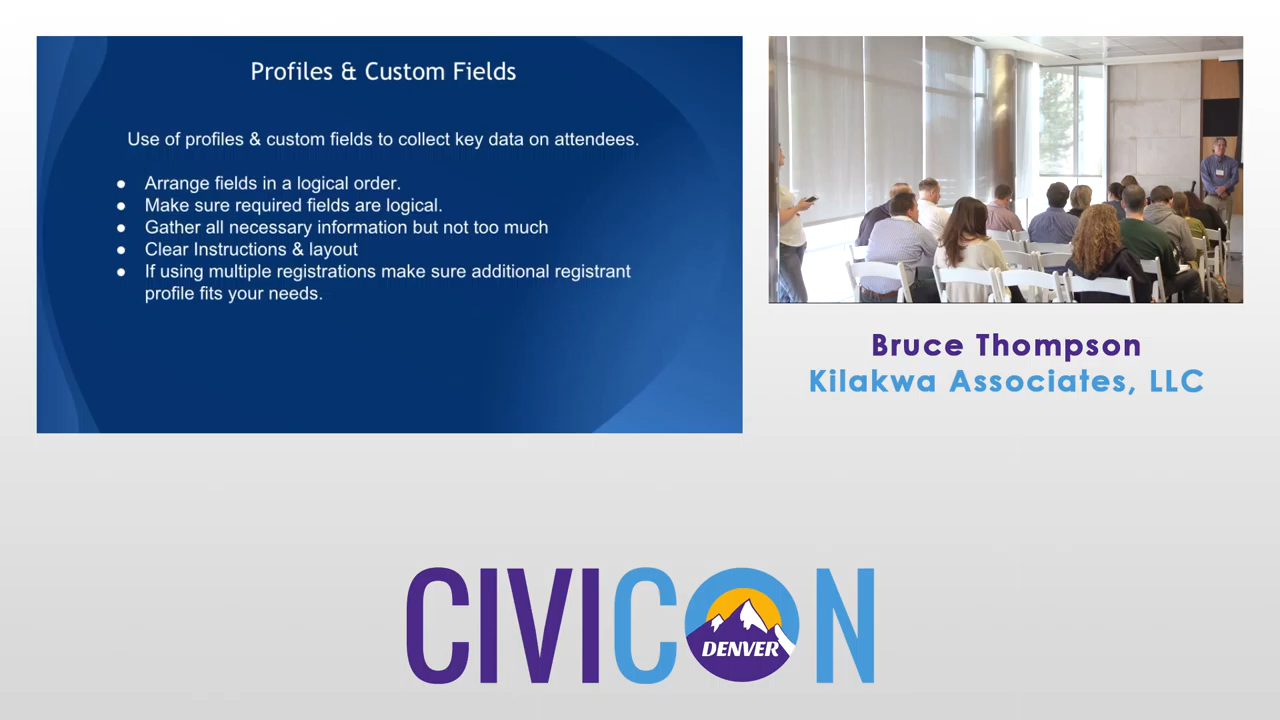 Profiles & Custom Fields
Use of profiles & custom fields to collect key data on attendees.
● Arrange fields in a logical order.
● Make sure required fields are logical.
● Gather all necessary information but not too much
● Clear Instructions & layout
● If using multiple registrations make sure additional registrant
profile fits your needs.
Bruce Thompson
Kilakwa Associates, LLC
CIVICON
DENVER